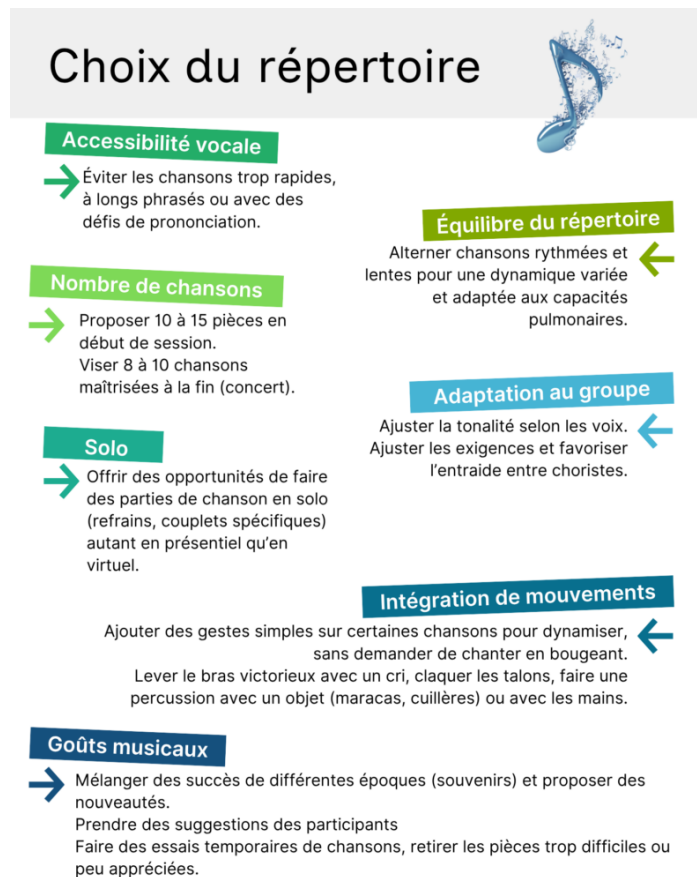 Choix du répertoire
Accessibilité vocale
Éviter les chansons trop rapides,
à longs phrasés ou avec des
défis de prononciation.
Équilibre du répertoire
Alterner chansons rythmées et
lentes pour une dynamique variée
et adaptée aux capacités
pulmonaires.
Nombre de chansons
Proposer 10 à 15 pièces en
début de session.
Viser 8 à 10 chansons
maîtrisées à la fin (concert).
Adaptation au groupe
Ajuster la tonalité selon les voix.
Ajuster les exigences et favoriser
l'entraide entre choristes.
Solo
Offrir des opportunités de faire
des parties de chanson en solo
(refrains, couplets spécifiques)
autant en présentiel qu'en
virtuel.
Intégration de mouvements
Ajouter des gestes simples sur certaines chansons pour dynamiser,
sans demander de chanter en bougeant.
Lever le bras victorieux avec un cri, claquer les talons, faire une
percussion avec un objet (maracas, cuillères) ou avec les mains.
Goûts musicaux
Mélanger des succès de différentes époques (souvenirs) et proposer des
nouveautés.
Prendre des suggestions des participants
Faire des essais temporaires de chansons, retirer les pièces trop difficiles ou
peu appréciées.